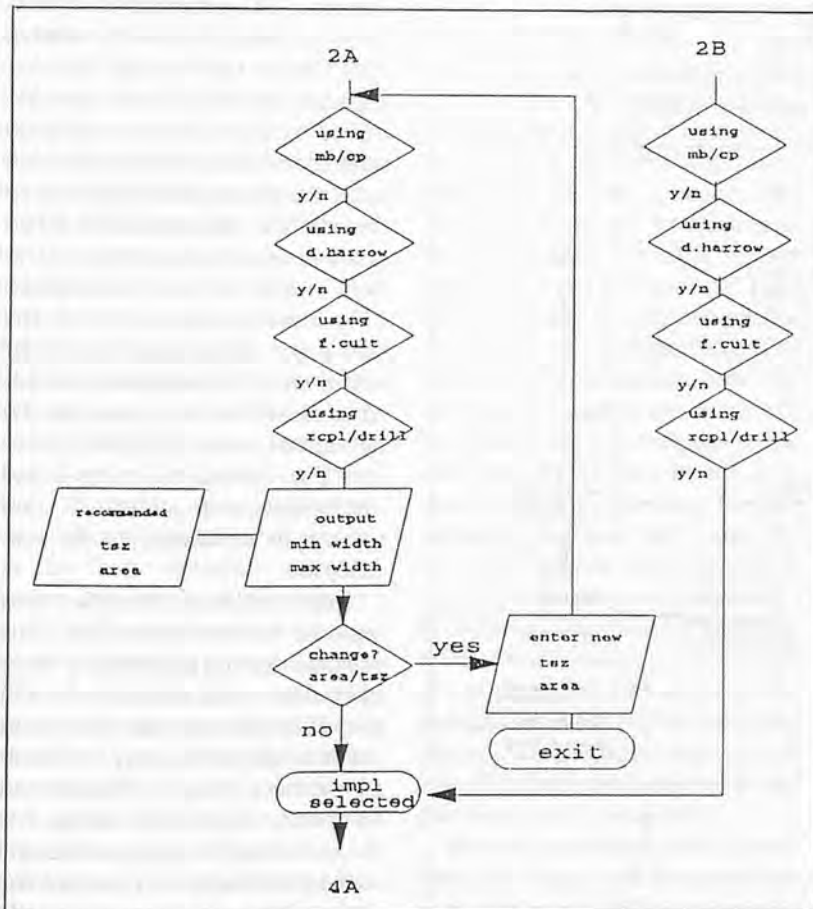 2A
2B
using
mb/cp
y/n
using
d.harrow
y/n
using
f.cult
y/n
using
rcpl/drill
y/n
recommended
tsz
area
output
min width
max width
change?
area/tsr
yes
no
enter new
tsz
area
exit
impl
selected
4A
using
mb/cp
y/n
using
d.harrow
y/n
using
f.cult
y/n
using
rcpl/drill
y/n